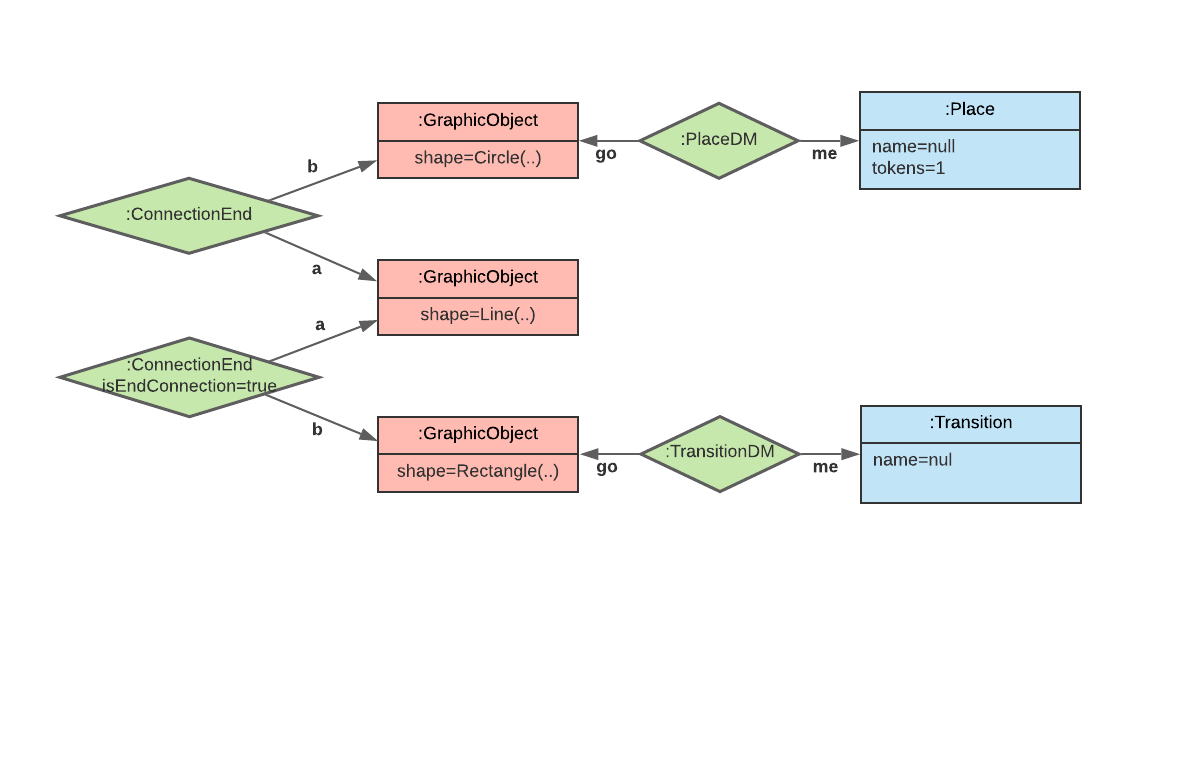 :GraphicObject
shape=Circle(..)
:PlaceDM
go
me
:Place
name=null
tokens=1
b
:ConnectionEnd
a
:GraphicObject
shape=Line(..)
a
:ConnectionEnd
isEndConnection=true
b
:GraphicObject
shape=Rectangle(..)
:TransitionDM
go
me
:Transition
name=nul